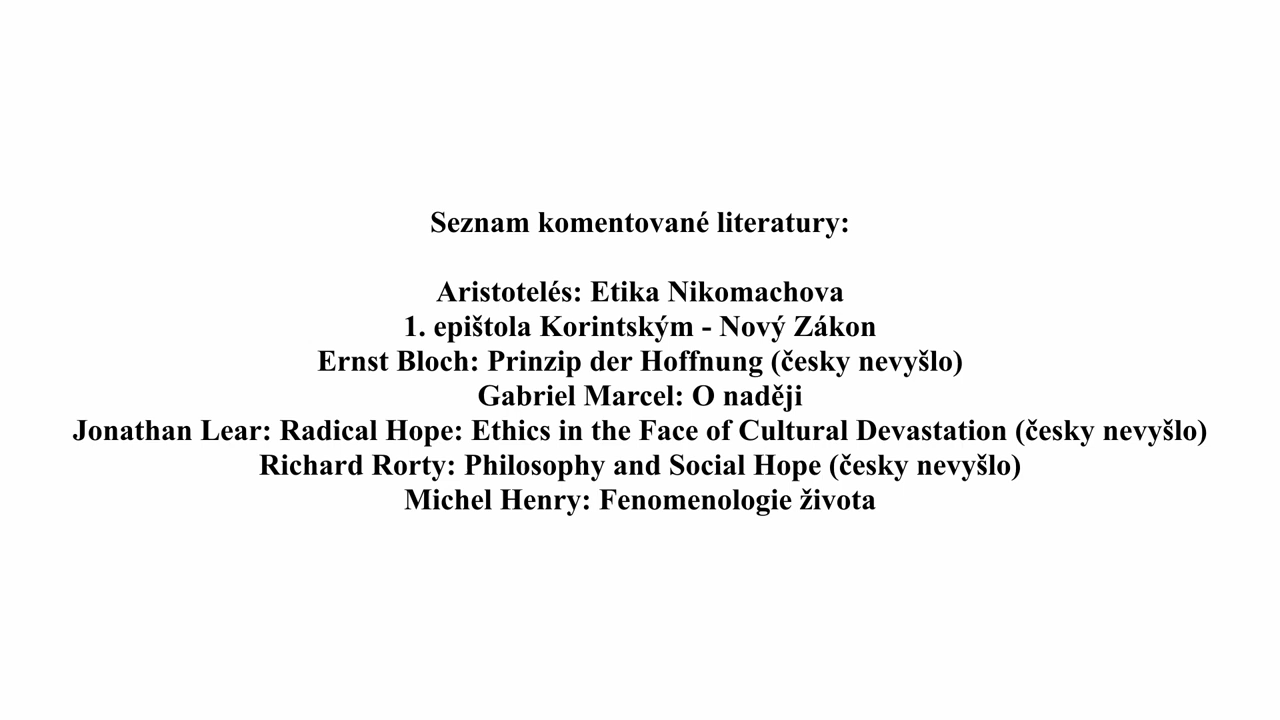 Seznam komentované literatury:
Aristotelés: Etika Nikomachova
1. epištola Korintským - Nový Zákon
Ernst Bloch: Prinzip der Hoffnung (česky nevyšlo)
Gabriel Marcel: O naději
Jonathan Lear: Radical Hope: Ethics in the Face of Cultural Devastation (česky nevyšlo)
Richard Rorty: Philosophy and Social Hope (česky nevyšlo)
Michel Henry: Fenomenologie života